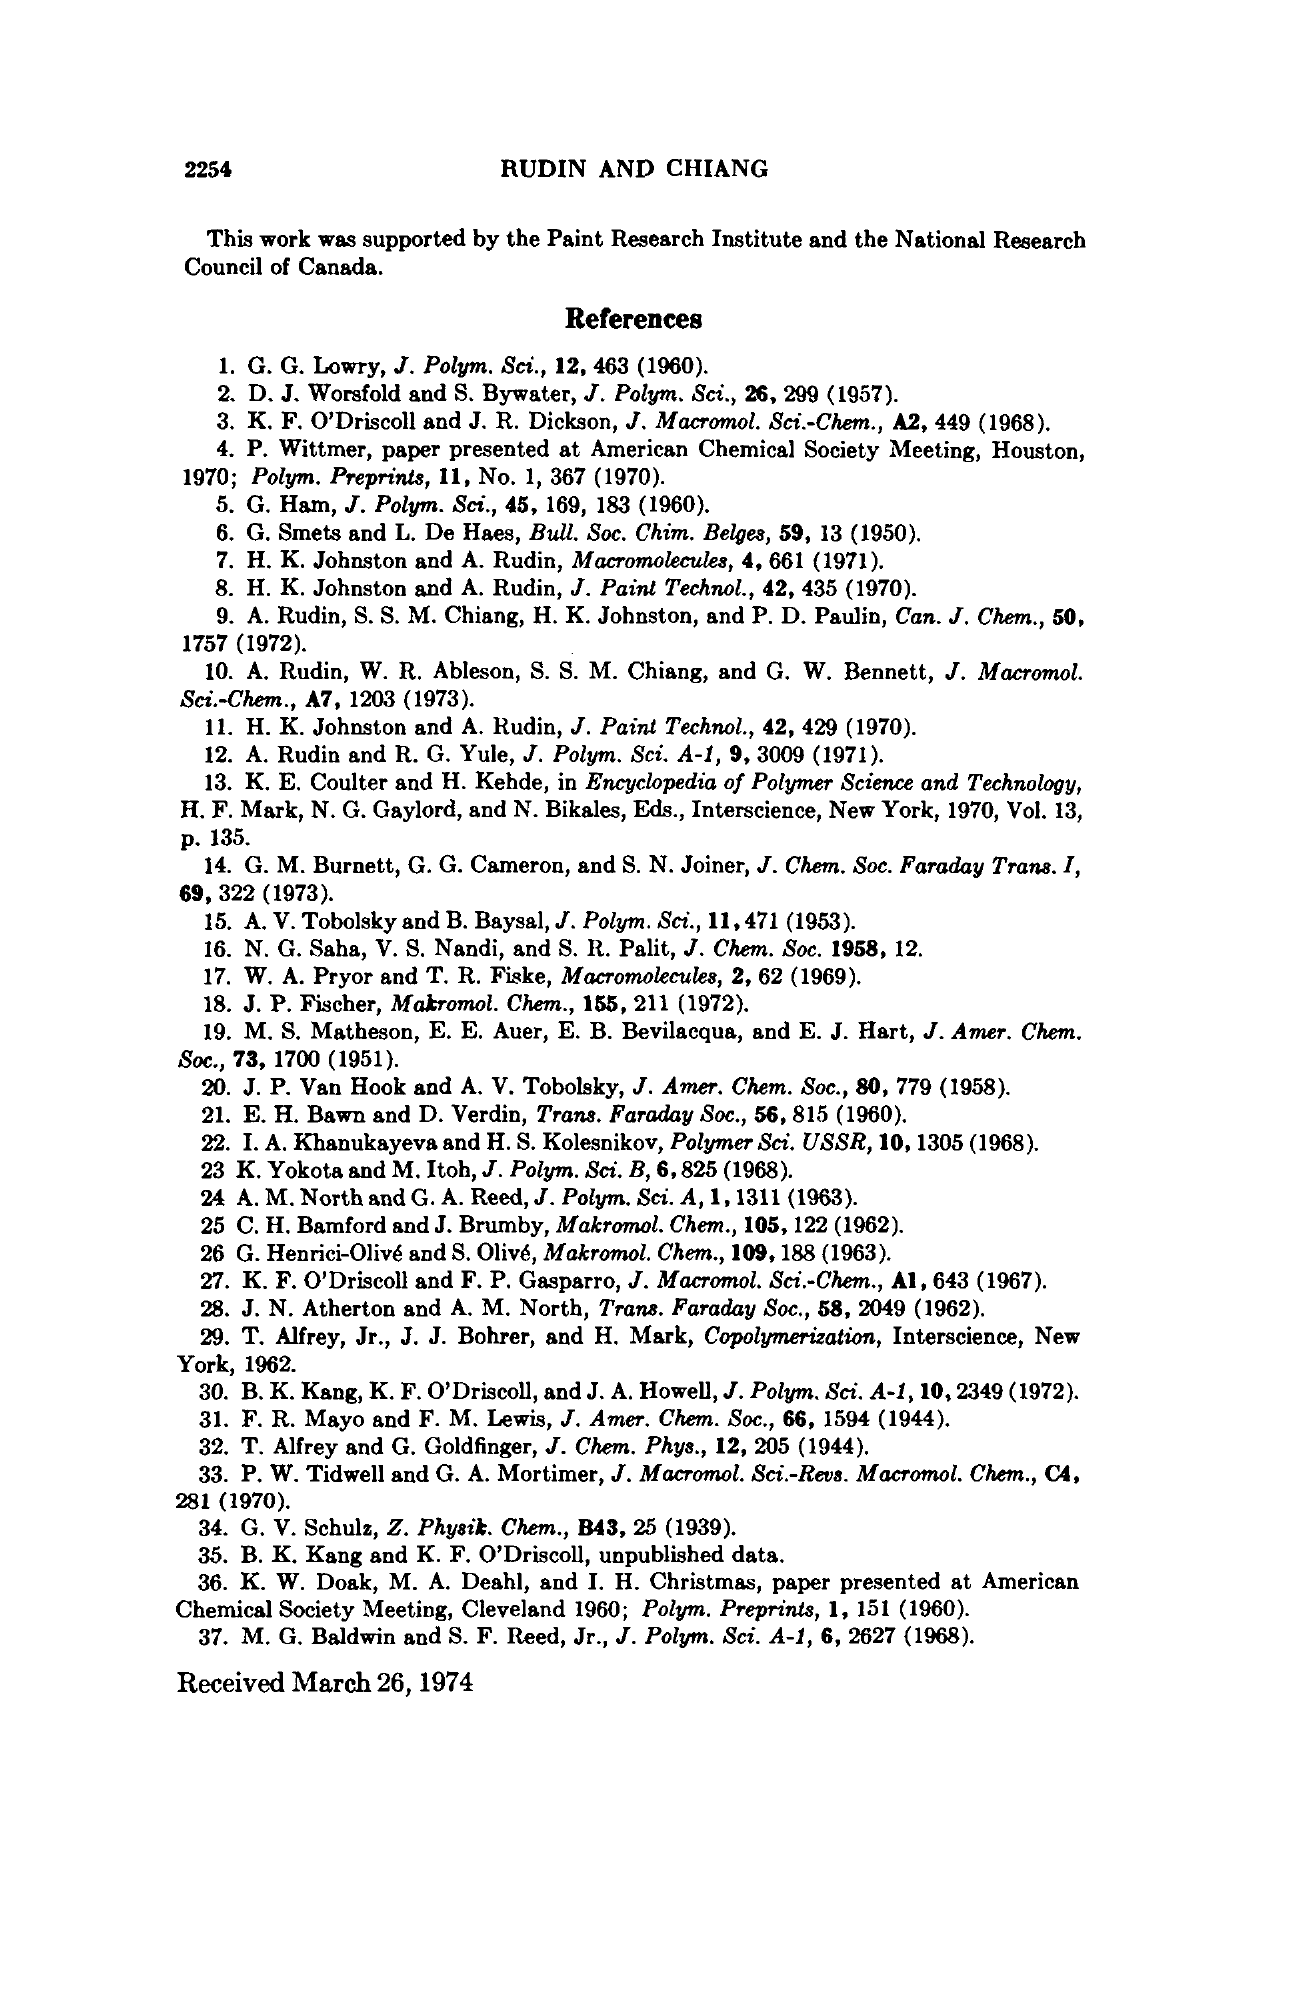 2254 RUDIN AND CHIANG
This work was supported by the Paint Research Institute and the National Research
Council of Canada.
References
1. G. G. Lowry, J. Polym. Sci., 12, 463 (1960).
2. D. J. Worsfold and S. Bywater, J. Polym. Sci., 26, 299 (1957).
3. K. F. O'Driscoll and J. R. Dickson, J. Macromol. Sci.-Chem., A2, 449 (1968).
4. P. Wittmer, paper presented at American Chemical Society Meeting, Houston,
1970; Polym. Preprints, 11, No. 1, 367 (1970).
5. G. Ham, J. Polym. Sci., 45, 169, 183 (1960).
6. G. Smets and L. De Haes, Bull. Soc. Chim. Belges, 59, 13 (1950).
7. H. K. Johnston and A. Rudin, Macromolecules, 4, 661 (1971).
8. H. K. Johnston and A. Rudin, J. Paint Technol., 42, 435 (1970).
9. A. Rudin, S. S. M. Chiang, H. K. Johnston, and P. D. Paulin, Can. J. Chem., 50,
1757 (1972).
10. A. Rudin, W. R. Ableson, S. S. M. Chiang, and G. W. Bennett, J. Macromol.
Sci.-Chem., A7, 1203 (1973).
11. H. K. Johnston and A. Rudin, J. Paint Technol., 42, 429 (1970).
12. A. Rudin and R. G. Yule, J. Polym. Sci. A-1, 9, 3009 (1971).
13. K. E. Coulter and H. Kehde, in Encyclopedia of Polymer Science and Technology,
H. F. Mark, N. G. Gaylord, and N. Bikales, Eds., Interscience, New York, 1970, Vol. 13,
p. 135.
14. G. M. Burnett, G. G. Cameron, and S. N. Joiner, J. Chem. Soc. Faraday Trans. I,
69, 322 (1973).
15. A. V. Tobolsky and B. Baysal, J. Polym. Sci., 11, 471 (1953).
16. N. G. Saha, V. S. Nandi, and S. R. Palit, J. Chem. Soc. 1958, 12.
17. W. A. Pryor and T. R. Fiske, Macromolecules, 2, 62 (1969).
18. J. P. Fischer, Makromol. Chem., 155, 211 (1972).
19. M. S. Matheson, E. E. Auer, E. B. Bevilacqua, and E. J. Hart, J. Amer. Chem.
Soc., 73, 1700 (1951).
20. J. P. Van Hook and A. V. Tobolsky, J. Amer. Chem. Soc., 80, 779 (1958).
21. E. H. Bawn and D. Verdin, Trans. Faraday Soc., 56, 815 (1960).
22. I. A. Khanukayeva and H. S. Kolesnikov, Polymer Sci. USSR, 10, 1305 (1968).
23 K. Yokota and M. Itoh, J. Polym. Sci. B, 6, 825 (1968).
24 A. M. North and G. A. Reed, J. Polym. Sci. A, 1, 1311 (1963).
25 C. H. Bamford and J. Brumby, Makromol. Chem., 105, 122 (1962).
26 G. Henrici-Olivé and S. Olivé, Makromol. Chem., 109, 188 (1963).
27. K. F. O'Driscoll and F. P. Gasparro, J. Macromol. Sci.-Chem., A1, 643 (1967).
28. J. N. Atherton and A. M. North, Trans. Faraday Soc., 58, 2049 (1962).
29. T. Alfrey, Jr., J. J. Bohrer, and H. Mark, Copolymerization, Interscience, New
York, 1962.
30. B. K. Kang, K. F. O'Driscoll, and J. A. Howell, J. Polym. Sci. A-1, 10, 2349 (1972).
31. F. R. Mayo and F. M. Lewis, J. Amer. Chem. Soc., 66, 1594 (1944).
32. T. Alfrey and G. Goldfinger, J. Chem. Phys., 12, 205 (1944).
33. P. W. Tidwell and G. A. Mortimer, J. Macromol. Sci.-Revs. Macromol. Chem., C4,
281 (1970).
34. G. V. Schulz, Z. Physik. Chem., B43, 25 (1939).
35. B. K. Kang and K. F. O'Driscoll, unpublished data.
36. K. W. Doak, M. A. Deahl, and I. H. Christmas, paper presented at American
Chemical Society Meeting, Cleveland 1960; Polym. Preprints, 1, 151 (1960).
37. M. G. Baldwin and S. F. Reed, Jr., J. Polym. Sci. A-1, 6, 2627 (1968).
Received March 26, 1974